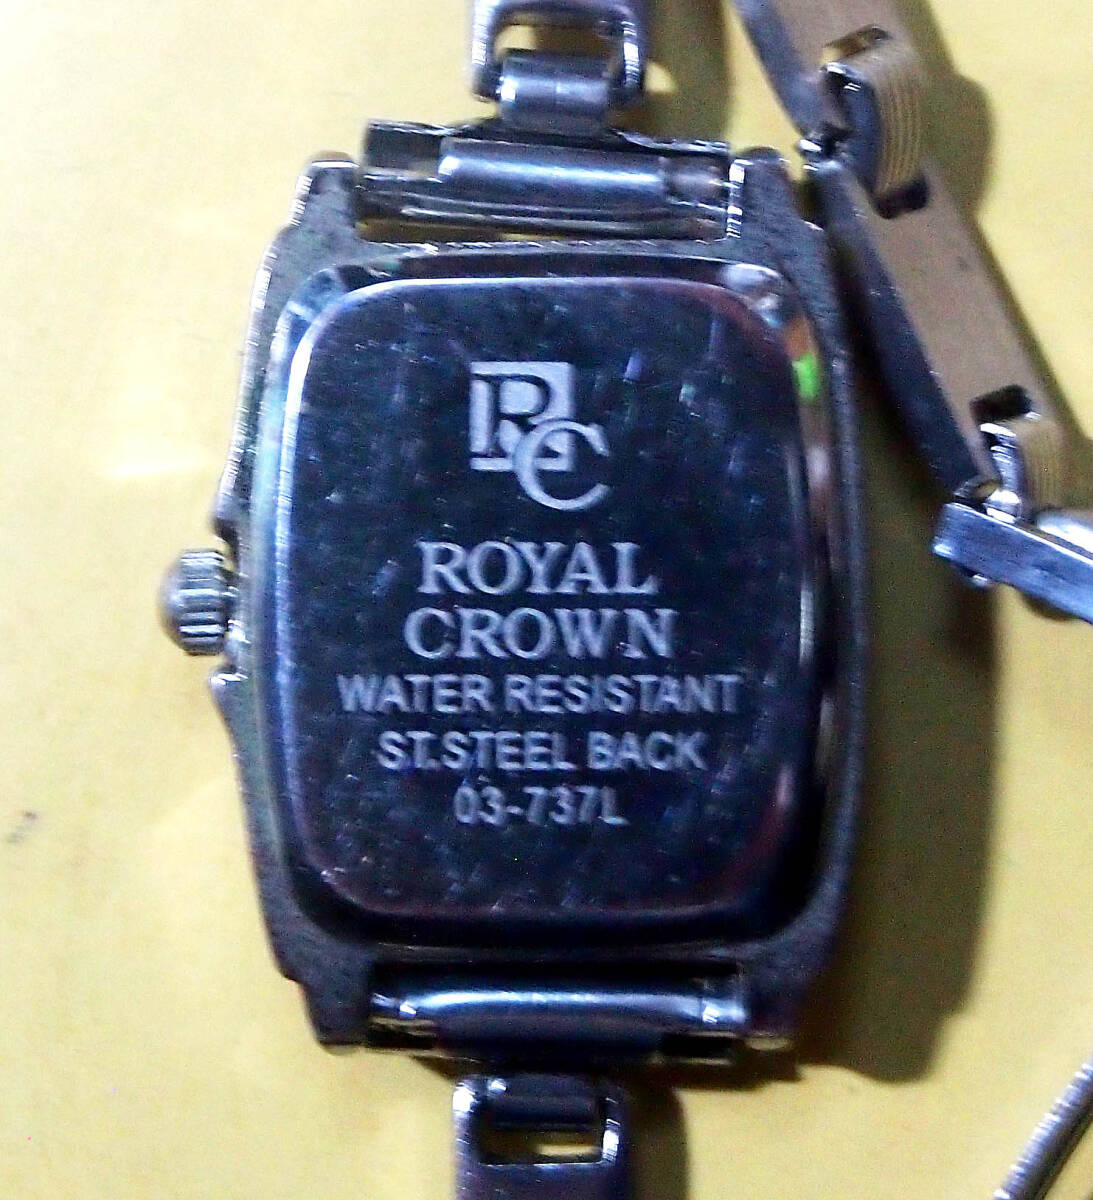 RC
ROYAL
CROWN
WATER RESISTANT
ST.STEEL BACK
03-737L